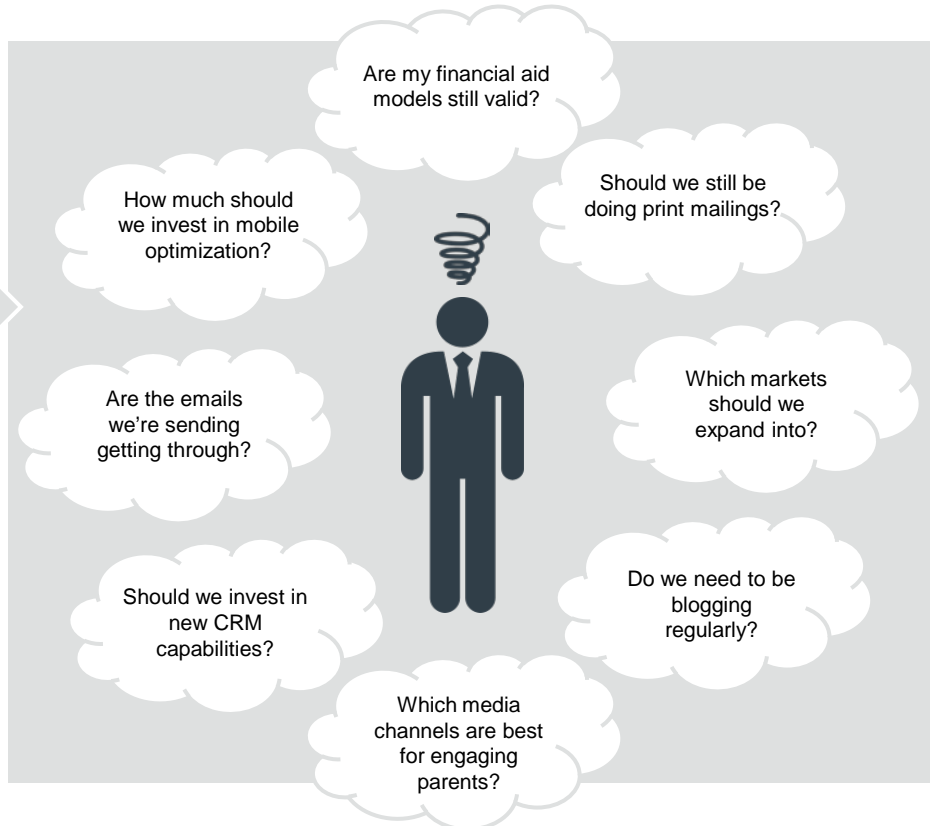 Are my financial aid
models still valid?
How much should
we invest in mobile
optimization?
Should we still be
doing print mailings?
Are the emails
we're sending
getting through?
Which markets
should we
expand into?
Should we invest in
new CRM
capabilities?
Do we need to be
blogging
regularly?
Which media
channels are best
for engaging
parents?